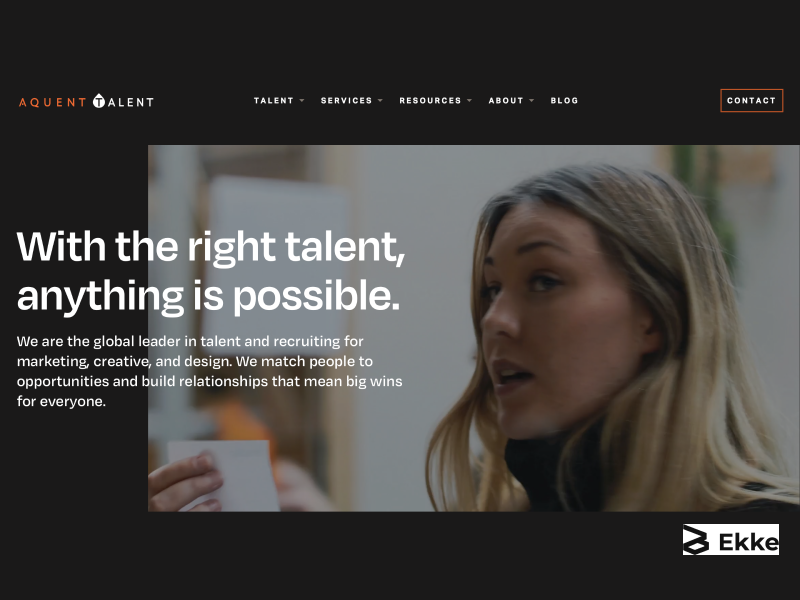 AQUENT TALENT
TALENT
SERVICES
RESOURCES
ABOUT
BLOG
CONTACT
With the right talent,
anything is possible.
We are the global leader in talent and recruiting for
marketing, creative, and design. We match people to
opportunities and build relationships that mean big wins
for everyone.
Ekke